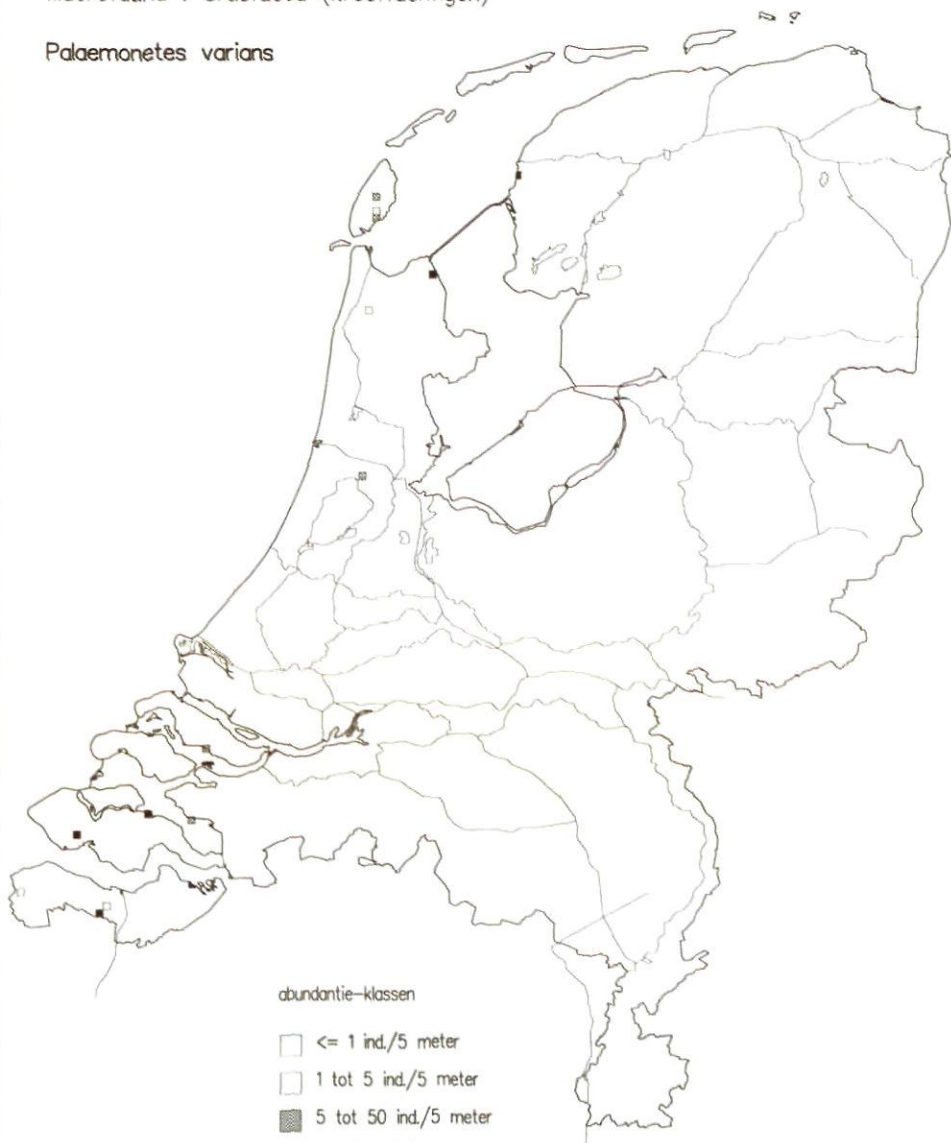 Palaemonetes varians
abundantie-klassen
<= 1 ind./5 meter
1 tot 5 ind./5 meter
5 tot 50 ind./5 meter